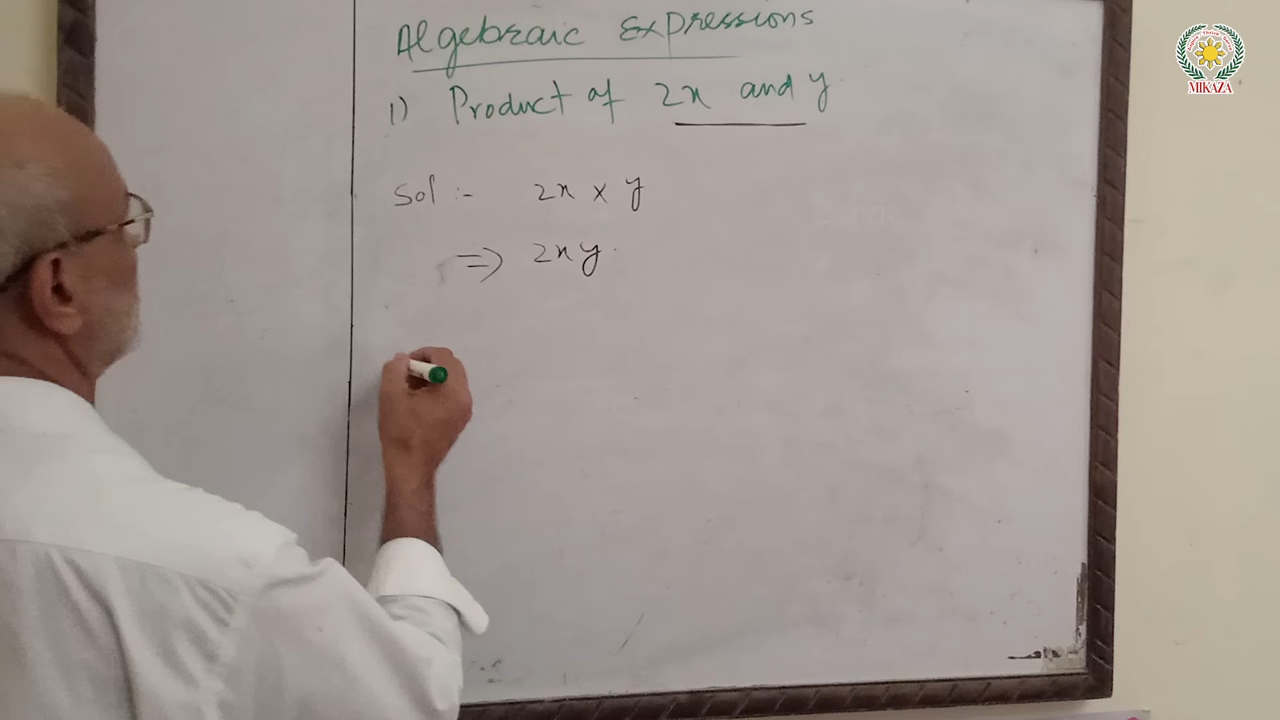 Algebraic Expressions
1) Product of 2x and y.
Sol :- 2x × y
⇒ 2xy.
MIKAZA